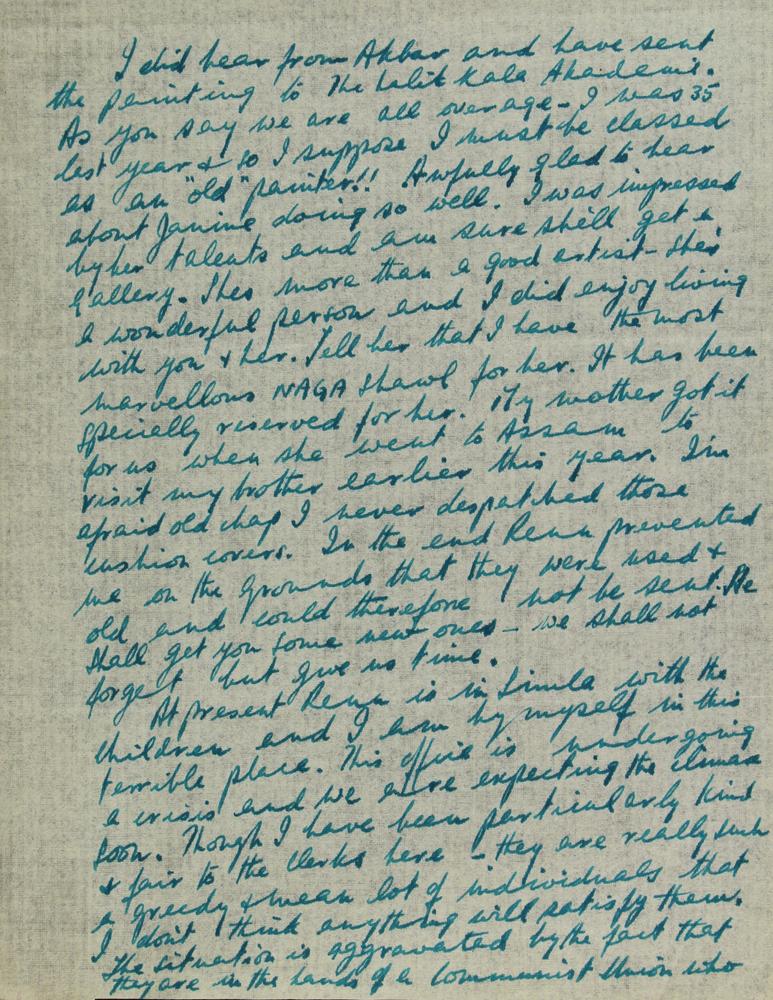 I did hear from Akbar and have sent
the painting to The Lalit Kala Akademi.
As you say we are all over age - I was 35
last year & so I suppose I must be classed
as an "old" painter!! Awfully glad to hear
about Janine doing so well. I was impressed
by her talents and am sure she'll get a
gallery. Shes more than a good artist - she's
a wonderful person and I did enjoy living
with you & her. Tell her that I have the most
marvellous NAGA Shawl for her. It has been
specially reserved for her. My mother got it
for us when she went to Assam to
visit my brother earlier this year. I'm
afraid old chap I never despatched those
cushion covers. In the end Renu prevented
me on the grounds that they were used &
old and could therefore not be sent. We
shall get you some new ones - we shall not
forget but give us time.
At present Renu is in Simla with the
children and I am by myself in this
terrible place. This office is undergoing
a crisis and we are expecting the climax
soon. Though I have been particularly kind
& fair to the clerks here - they are really such
a greedy & mean lot of individuals that
I don't think anything will satisfy them.
The situation is aggravated by the fact that
they are in the hands of a Communist Union who